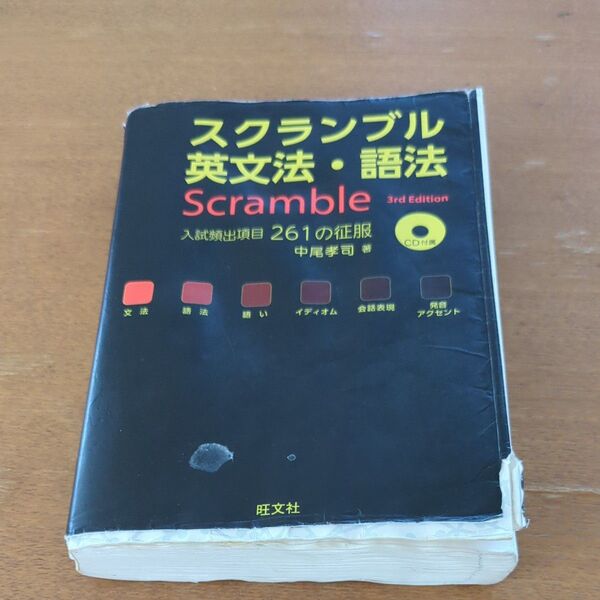 スクランブル
英文法・語法
Scramble 3rd Edition
入試頻出項目 261の征服
中尾孝司 著
CD付属
文法 語法 語い イディオム 会話表現 発音アクセント
旺文社